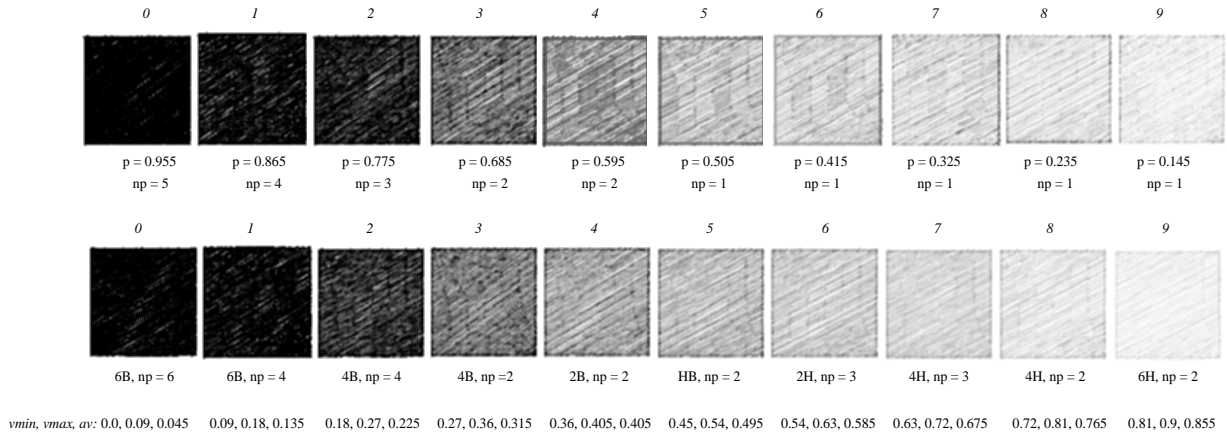 0 1 2 3 4 5 6 7 8 9
p = 0.955 p = 0.865 p = 0.775 p = 0.685 p = 0.595 p = 0.505 p = 0.415 p = 0.325 p = 0.235 p = 0.145
np = 5 np = 4 np = 3 np = 2 np = 2 np = 1 np = 1 np = 1 np = 1 np = 1
0 1 2 3 4 5 6 7 8 9
6B, np = 6 6B, np = 4 4B, np = 4 4B, np =2 2B, np = 2 HB, np = 2 2H, np = 3 4H, np = 3 4H, np = 2 6H, np = 2
vmin, vmax, av: 0.0, 0.09, 0.045 0.09, 0.18, 0.135 0.18, 0.27, 0.225 0.27, 0.36, 0.315 0.36, 0.405, 0.405 0.45, 0.54, 0.495 0.54, 0.63, 0.585 0.63, 0.72, 0.675 0.72, 0.81, 0.765 0.81, 0.9, 0.855